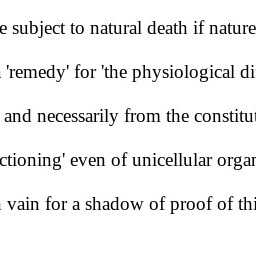 e subject to natural death if nature
'remedy' for 'the physiological di
and necessarily from the constitut
ctioning' even of unicellular orgar
vain for a shadow of proof of thi